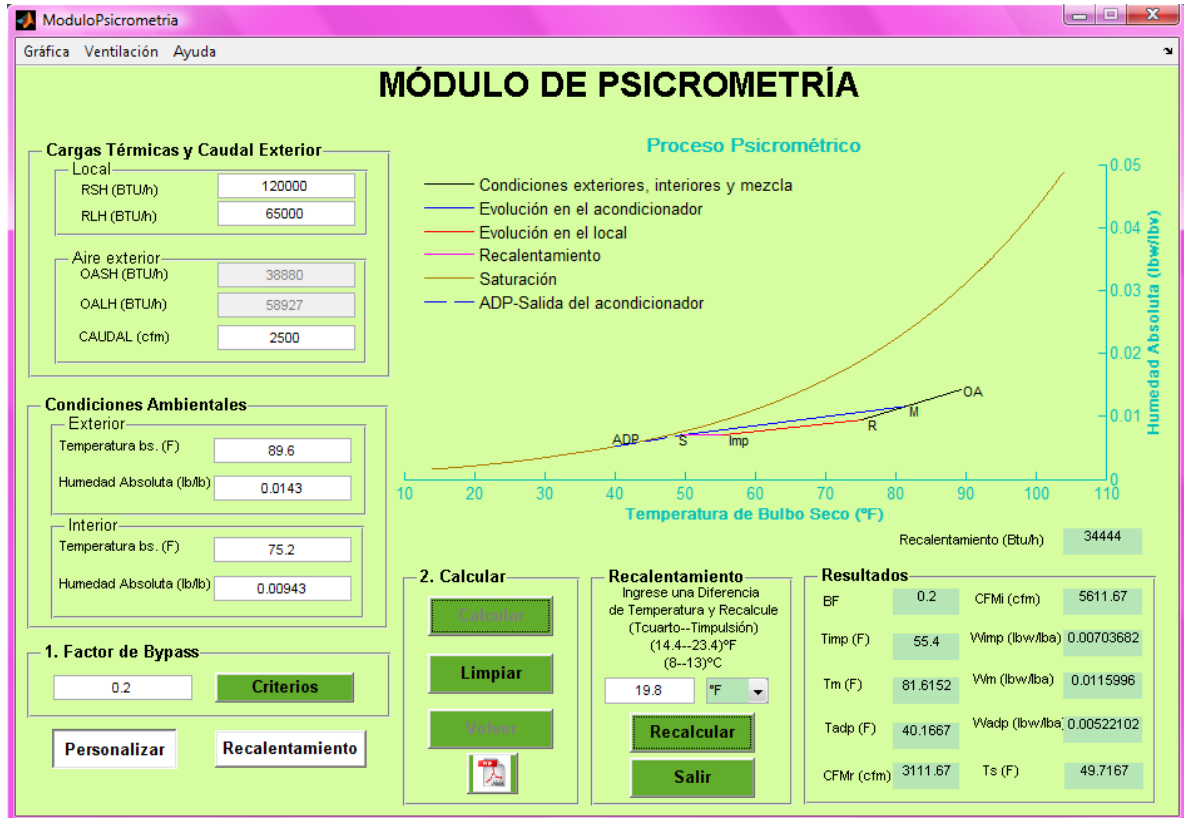 ModuloPsicrometria
Gráfica Ventilación Ayuda
MÓDULO DE PSICROMETRÍA
Cargas Térmicas y Caudal Exterior
Local
RSH (BTU/h) 120000
RLH (BTU/h) 65000
Aire exterior
OASH (BTU/h) 38880
OALH (BTU/h) 58927
CAUDAL (cfm) 2500
Condiciones Ambientales
Exterior
Temperatura bs. (F) 89.6
Humedad Absoluta (lb/lb) 0.0143
Interior
Temperatura bs. (F) 75.2
Humedad Absoluta (lb/lb) 0.00943
1. Factor de Bypass
0.2 Criterios
Personalizar Recalentamiento
Proceso Psicrométrico
Condiciones exteriores, interiores y mezcla
Evolución en el acondicionador
Evolución en el local
Recalentamiento
Saturación
ADP-Salida del acondicionador
0.05
0.04
0.03
0.02
0.01
0
Humedad Absoluta (lbw/lbv)
ADP S Imp R M OA
10 20 30 40 50 60 70 80 90 100 110
Temperatura de Bulbo Seco (ºF)
Recalentamiento (Btu/h) 34444
2. Calcular
Calcular
Limpiar
Volver
Recalentamiento
Ingrese una Diferencia
de Temperatura y Recalcule
(Tcuarto--Timpulsión)
(14.4--23.4)ºF
(8--13)ºC
19.8 ºF
Recalcular
Salir
Resultados
BF 0.2 CFMi (cfm) 5611.67
Timp (F) 55.4 Wimp (lbw/lba) 0.00703682
Tm (F) 81.6152 Wm (lbw/lba) 0.0115996
Tadp (F) 40.1667 Wadp (lbw/lba 0.00522102
CFMr (cfm) 3111.67 Ts (F) 49.7167